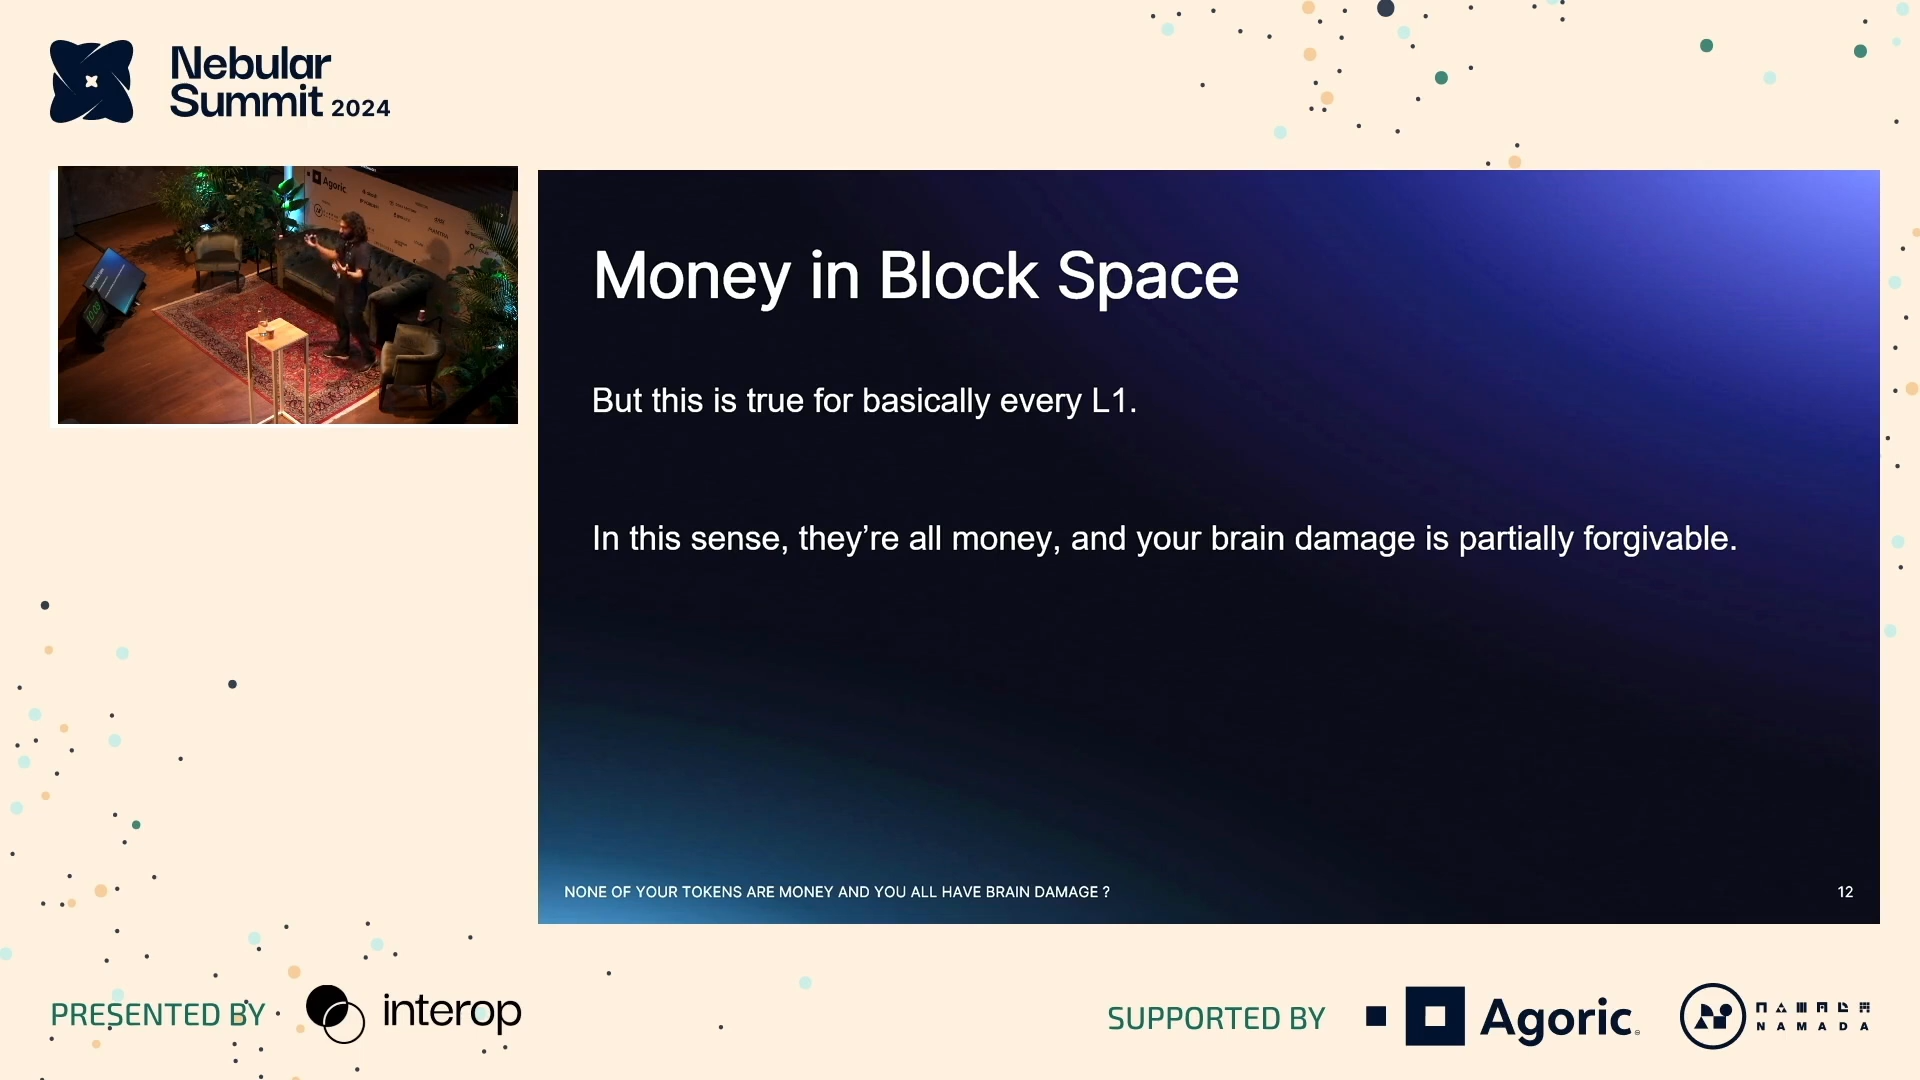 Nebular
Summit 2024
Agoric
Money in Block Space
But this is true for basically every L1.
In this sense, they’re all money, and your brain damage is partially forgivable.
NONE OF YOUR TOKENS ARE MONEY AND YOU ALL HAVE BRAIN DAMAGE ?
12
PRESENTED BY
interop
SUPPORTED BY
Agoric
NAMADA